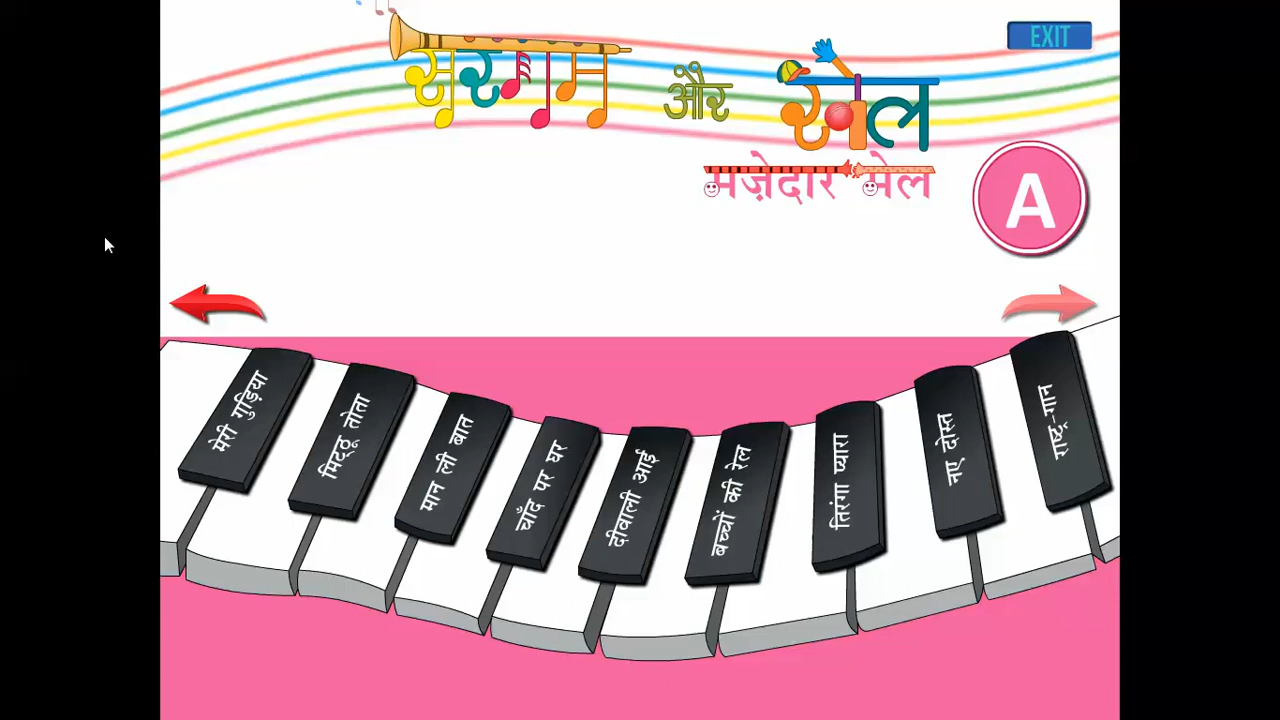 EXIT
सरगम और खेल
मज़ेदार मेल
A
मेरी गुड़िया
मिट्ठू तोता
मान ली बात
चाँद पर घर
दीवाली आई
बच्चों की रेल
तिरंगा प्यारा
नए दोस्त
राष्ट्र-गान